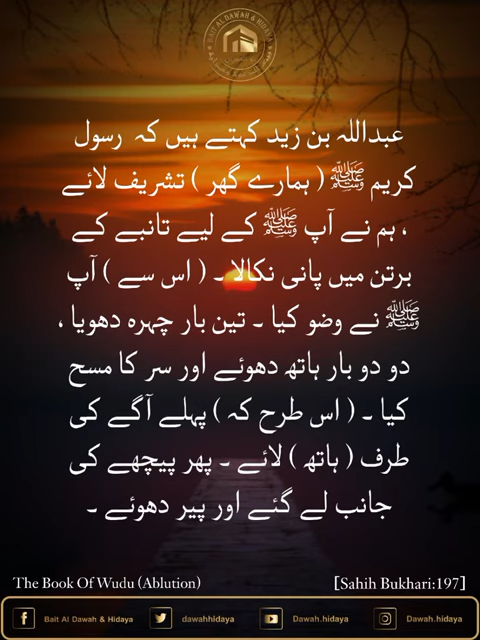 BAIT AL DAWAH & HIDAYA
عبداللہ بن زید کہتے ہیں کہ رسول
کریم ﷺ ( ہمارے گھر ) تشریف لائے
، ہم نے آپ ﷺ کے لیے تانبے کے
برتن میں پانی نکالا ۔ ( اس سے ) آپ
ﷺ نے وضو کیا ۔ تین بار چہرہ دھویا ،
دو دو بار ہاتھ دھوئے اور سر کا مسح
کیا ۔ ( اس طرح کہ ) پہلے آگے کی
طرف ( ہاتھ ) لائے ۔ پھر پیچھے کی
جانب لے گئے اور پیر دھوئے ۔
The Book Of Wudu (Ablution) [Sahih Bukhari:197]
Bait Al Dawah & Hidaya dawahhidaya Dawah.hidaya Dawah.hidaya